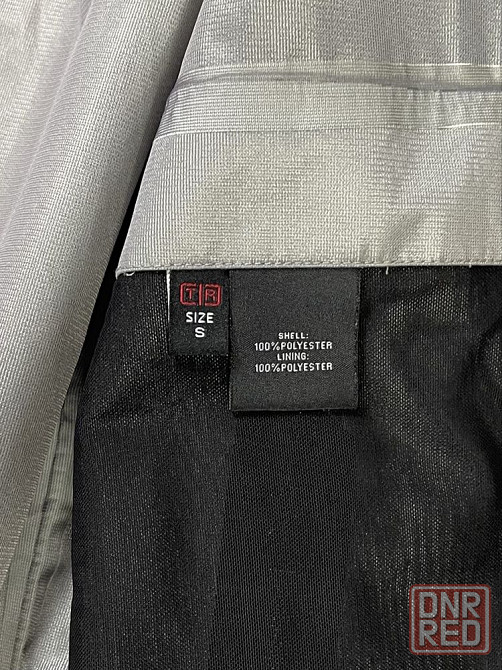 TR
SIZE
S
SHELL:
100%POLYESTER
LINING:
100%POLYESTER
DNR
RED